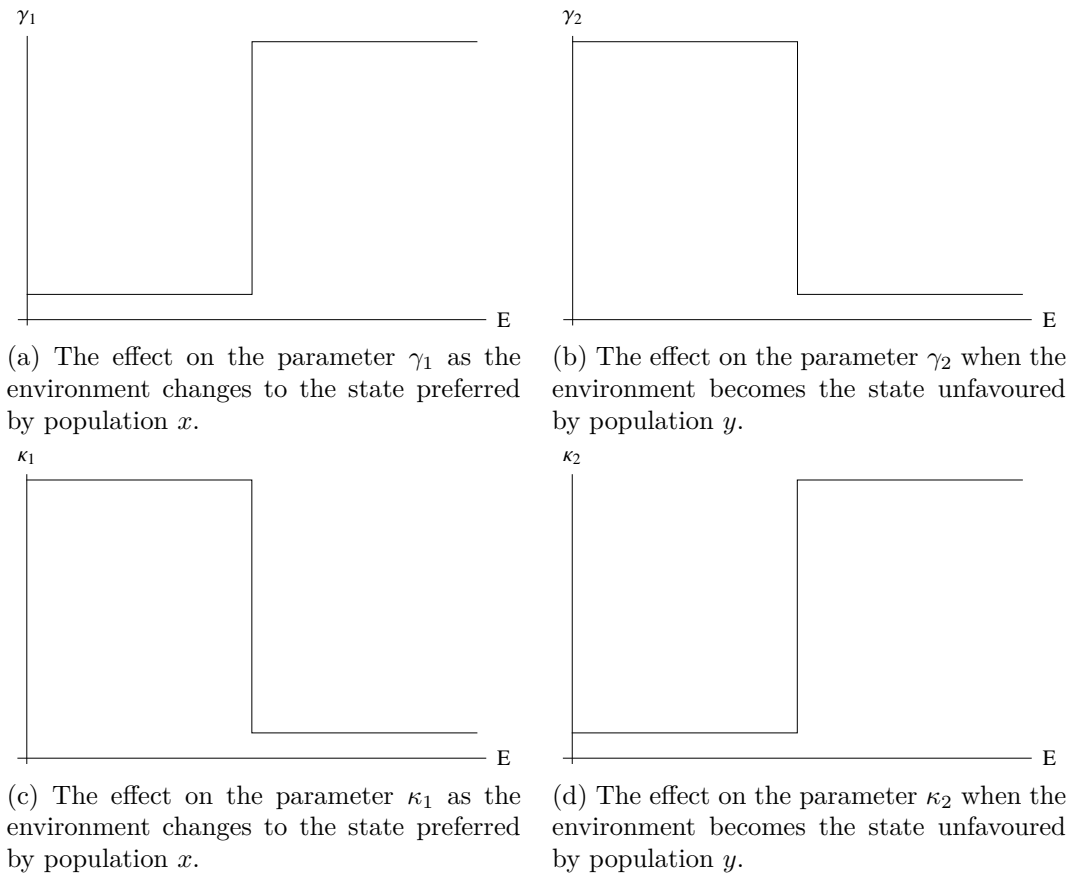 γ1
γ2
E
E
(a) The effect on the parameter γ1 as the
environment changes to the state preferred
by population x.
(b) The effect on the parameter γ2 when the
environment becomes the state unfavoured
by population y.
κ1
κ2
E
E
(c) The effect on the parameter κ1 as the
environment changes to the state preferred
by population x.
(d) The effect on the parameter κ2 when the
environment becomes the state unfavoured
by population y.